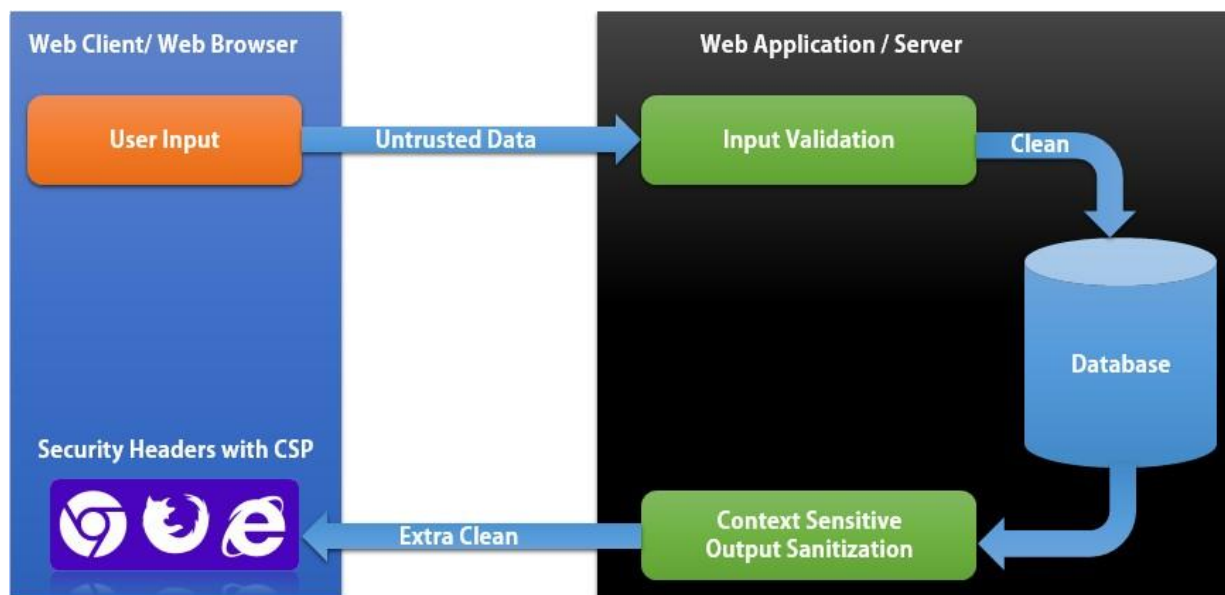 Web Client/ Web Browser
Web Application / Server
User Input
Untrusted Data
Input Validation
Clean
Database
Security Headers with CSP
Extra Clean
Context Sensitive
Output Sanitization